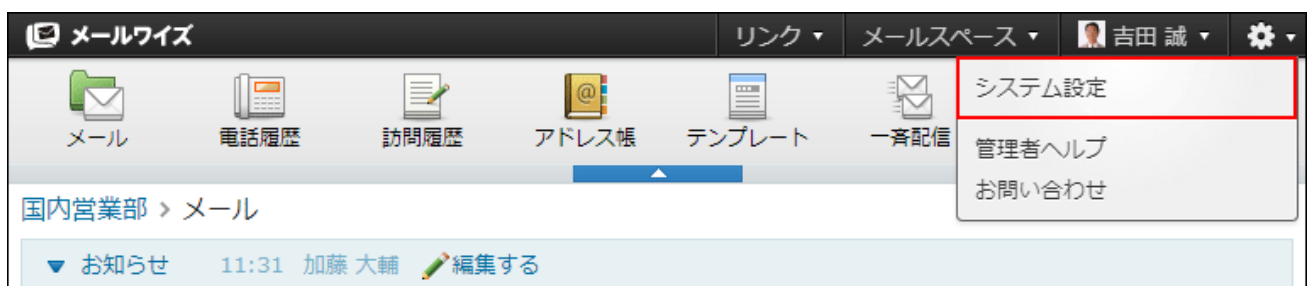 メールワイズ リンク メールスペース 吉田 誠
システム設定
メール 電話履歴 訪問履歴 アドレス帳 テンプレート 一斉配信
管理者ヘルプ
お問い合わせ
国内営業部 > メール
お知らせ 11:31 加藤 大輔 編集する